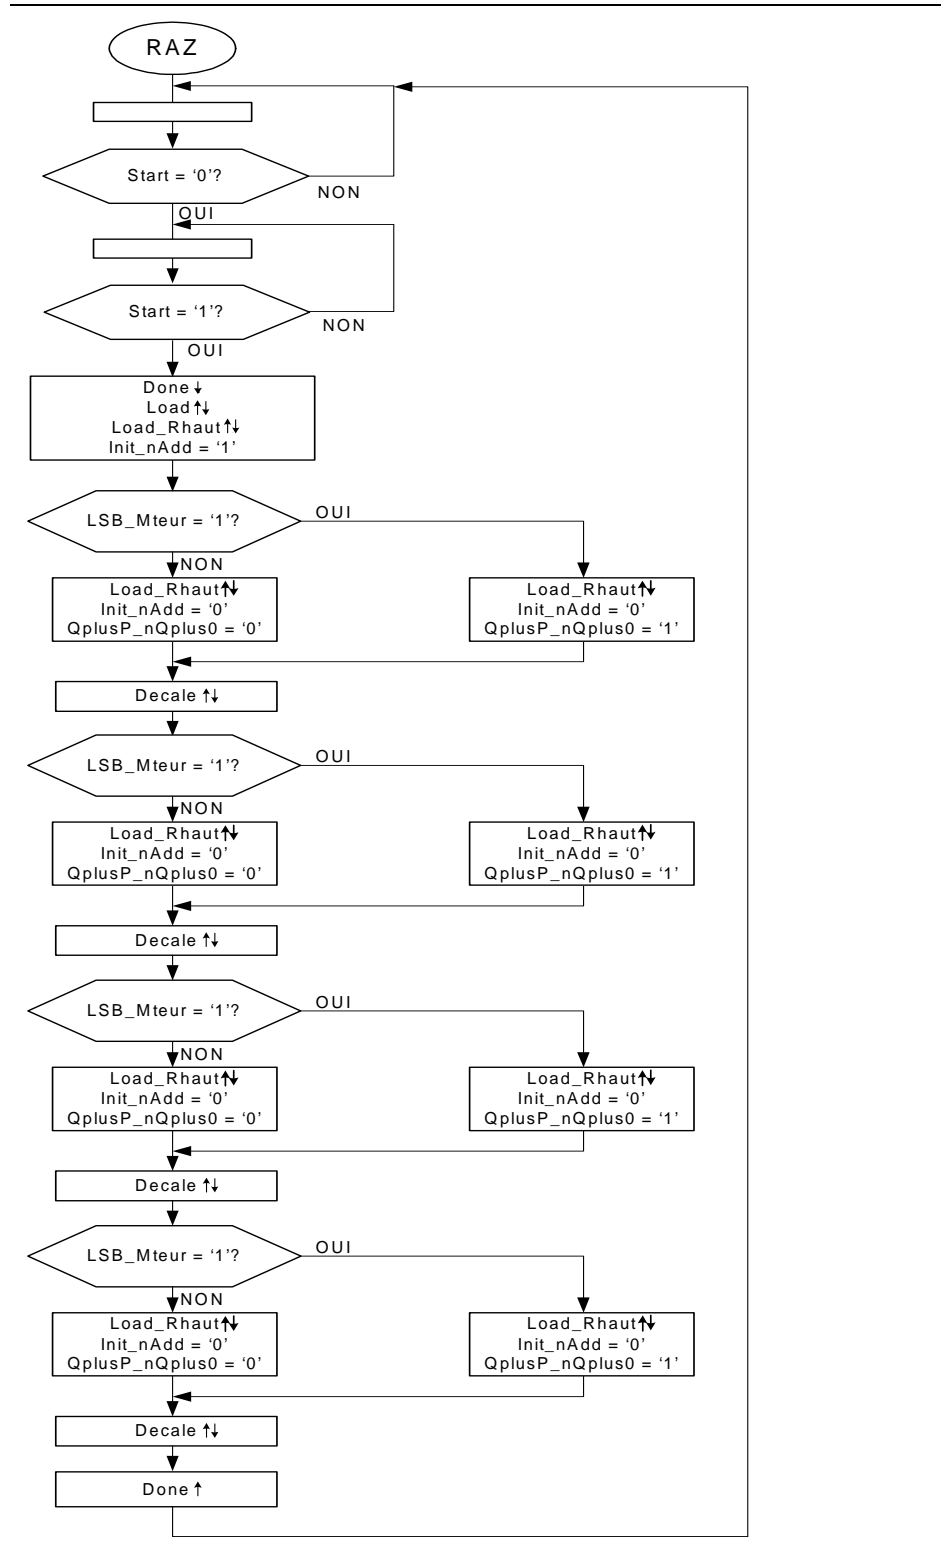 RAZ
Start = ‘0’?
NON
OUI
Start = ‘1’?
NON
OUI
Done↓
Load↑↓
Load_Rhaut↑↓
Init_nAdd = ‘1’
LSB_Mteur = ‘1’?
OUI
NON
Load_Rhaut↑↓
Init_nAdd = ‘0’
QplusP_nQplus0 = ‘0’
Load_Rhaut↑↓
Init_nAdd = ‘0’
QplusP_nQplus0 = ‘1’
Decale ↑↓
LSB_Mteur = ‘1’?
OUI
NON
Load_Rhaut↑↓
Init_nAdd = ‘0’
QplusP_nQplus0 = ‘0’
Load_Rhaut↑↓
Init_nAdd = ‘0’
QplusP_nQplus0 = ‘1’
Decale ↑↓
LSB_Mteur = ‘1’?
OUI
NON
Load_Rhaut↑↓
Init_nAdd = ‘0’
QplusP_nQplus0 = ‘0’
Load_Rhaut↑↓
Init_nAdd = ‘0’
QplusP_nQplus0 = ‘1’
Decale ↑↓
LSB_Mteur = ‘1’?
OUI
NON
Load_Rhaut↑↓
Init_nAdd = ‘0’
QplusP_nQplus0 = ‘0’
Load_Rhaut↑↓
Init_nAdd = ‘0’
QplusP_nQplus0 = ‘1’
Decale ↑↓
Done ↑